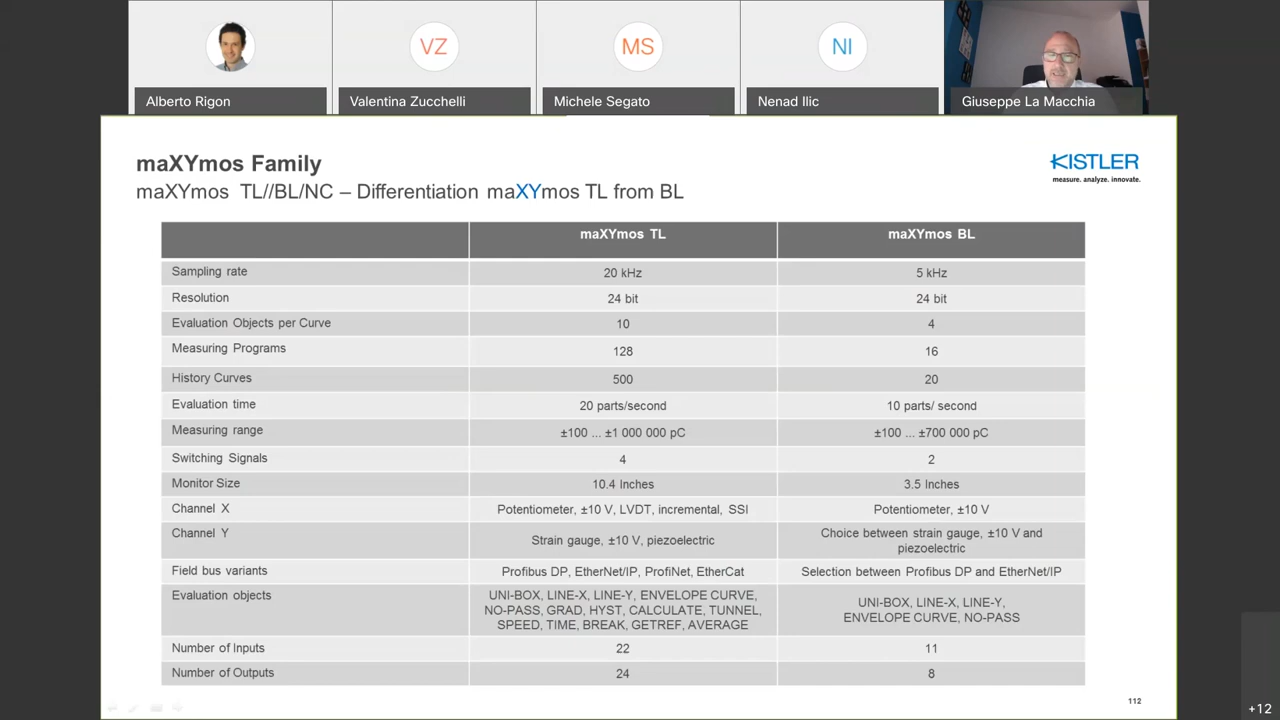 VZ
MS
NI
Alberto Rigon
Valentina Zucchelli
Michele Segato
Nenad Ilic
Giuseppe La Macchia
maXYmos Family
KISTLER
measure. analyze. innovate.
maXYmos TL//BL/NC – Differentiation maXYmos TL from BL
maXYmos TL
maXYmos BL
Sampling rate
20 kHz
5 kHz
Resolution
24 bit
24 bit
Evaluation Objects per Curve
10
4
Measuring Programs
128
16
History Curves
500
20
Evaluation time
20 parts/second
10 parts/ second
Measuring range
±100 ... ±1 000 000 pC
±100 ... ±700 000 pC
Switching Signals
4
2
Monitor Size
10.4 Inches
3.5 Inches
Channel X
Potentiometer, ±10 V, LVDT, incremental, SSI
Potentiometer, ±10 V
Channel Y
Strain gauge, ±10 V, piezoelectric
Choice between strain gauge, ±10 V and
piezoelectric
Field bus variants
Profibus DP, EtherNet/IP, ProfiNet, EtherCat
Selection between Profibus DP and EtherNet/IP
Evaluation objects
UNI-BOX, LINE-X, LINE-Y, ENVELOPE CURVE,
NO-PASS, GRAD, HYST, CALCULATE, TUNNEL,
SPEED, TIME, BREAK, GETREF, AVERAGE
UNI-BOX, LINE-X, LINE-Y,
ENVELOPE CURVE, NO-PASS
Number of Inputs
22
11
Number of Outputs
24
8
112
+12